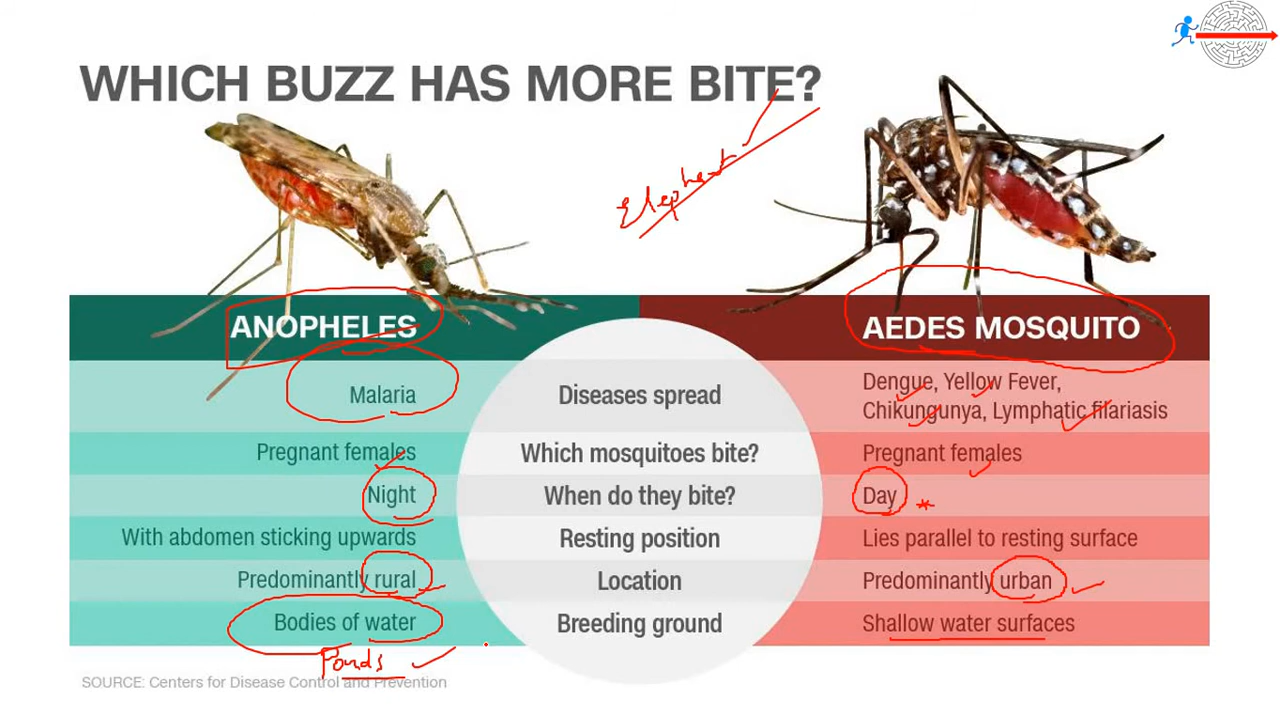 WHICH BUZZ HAS MORE BITE?
Elephant
ANOPHELES
AEDES MOSQUITO
Malaria
Diseases spread
Dengue, Yellow Fever,
Chikungunya, Lymphatic filariasis
Pregnant females
Which mosquitoes bite?
Pregnant females
Night
When do they bite?
Day
With abdomen sticking upwards
Resting position
Lies parallel to resting surface
Predominantly rural
Location
Predominantly urban
Bodies of water
Breeding ground
Shallow water surfaces
Ponds
SOURCE: Centers for Disease Control and Prevention